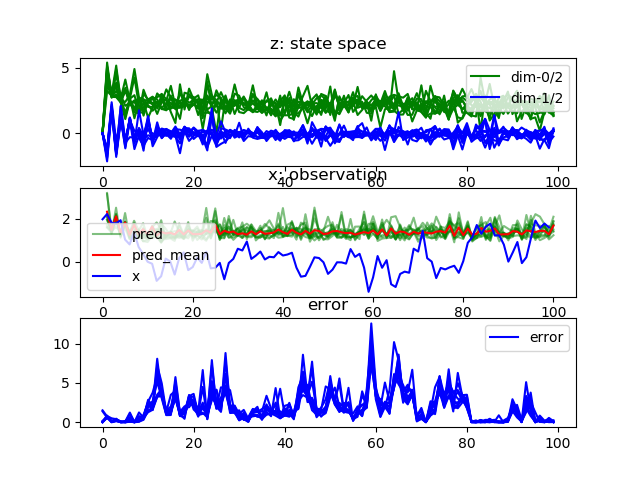 z: state space
5
0
dim-0/2
dim-1/2
0 20 40 60 80 100
x: observation
2
0
pred
pred_mean
x
0 20 40 60 80 100
error
10
5
0
error
0 20 40 60 80 100